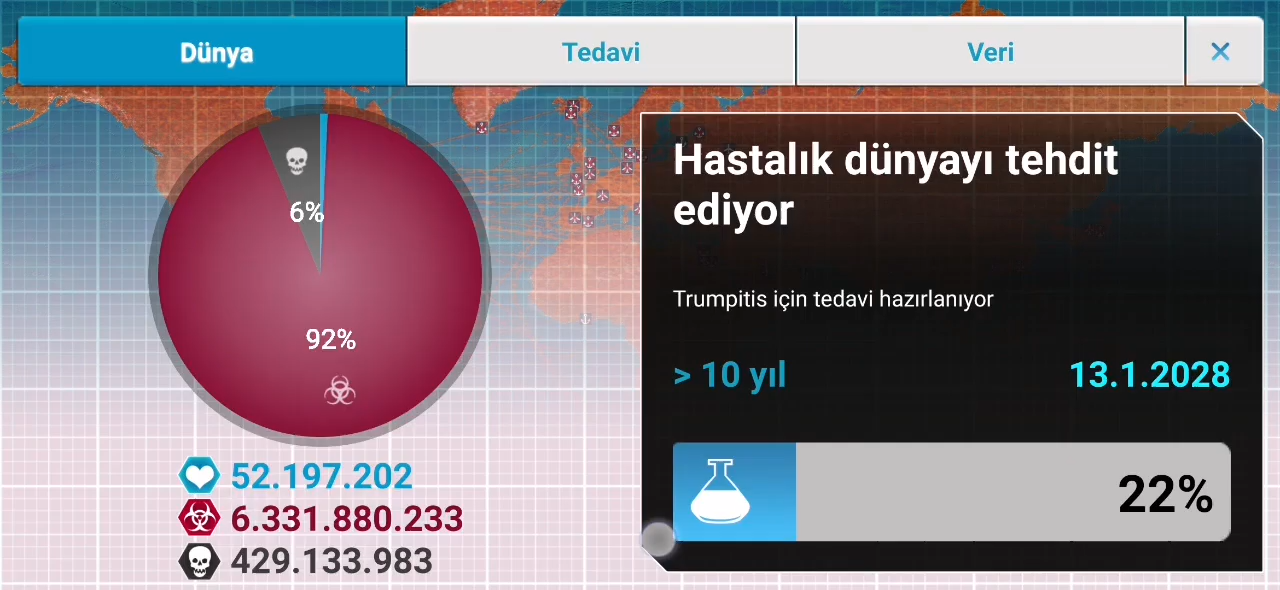 Dünya
Tedavi
Veri
6%
92%
52.197.202
6.331.880.233
429.133.983
Hastalık dünyayı tehdit
ediyor
Trumpitis için tedavi hazırlanıyor
> 10 yıl
13.1.2028
22%